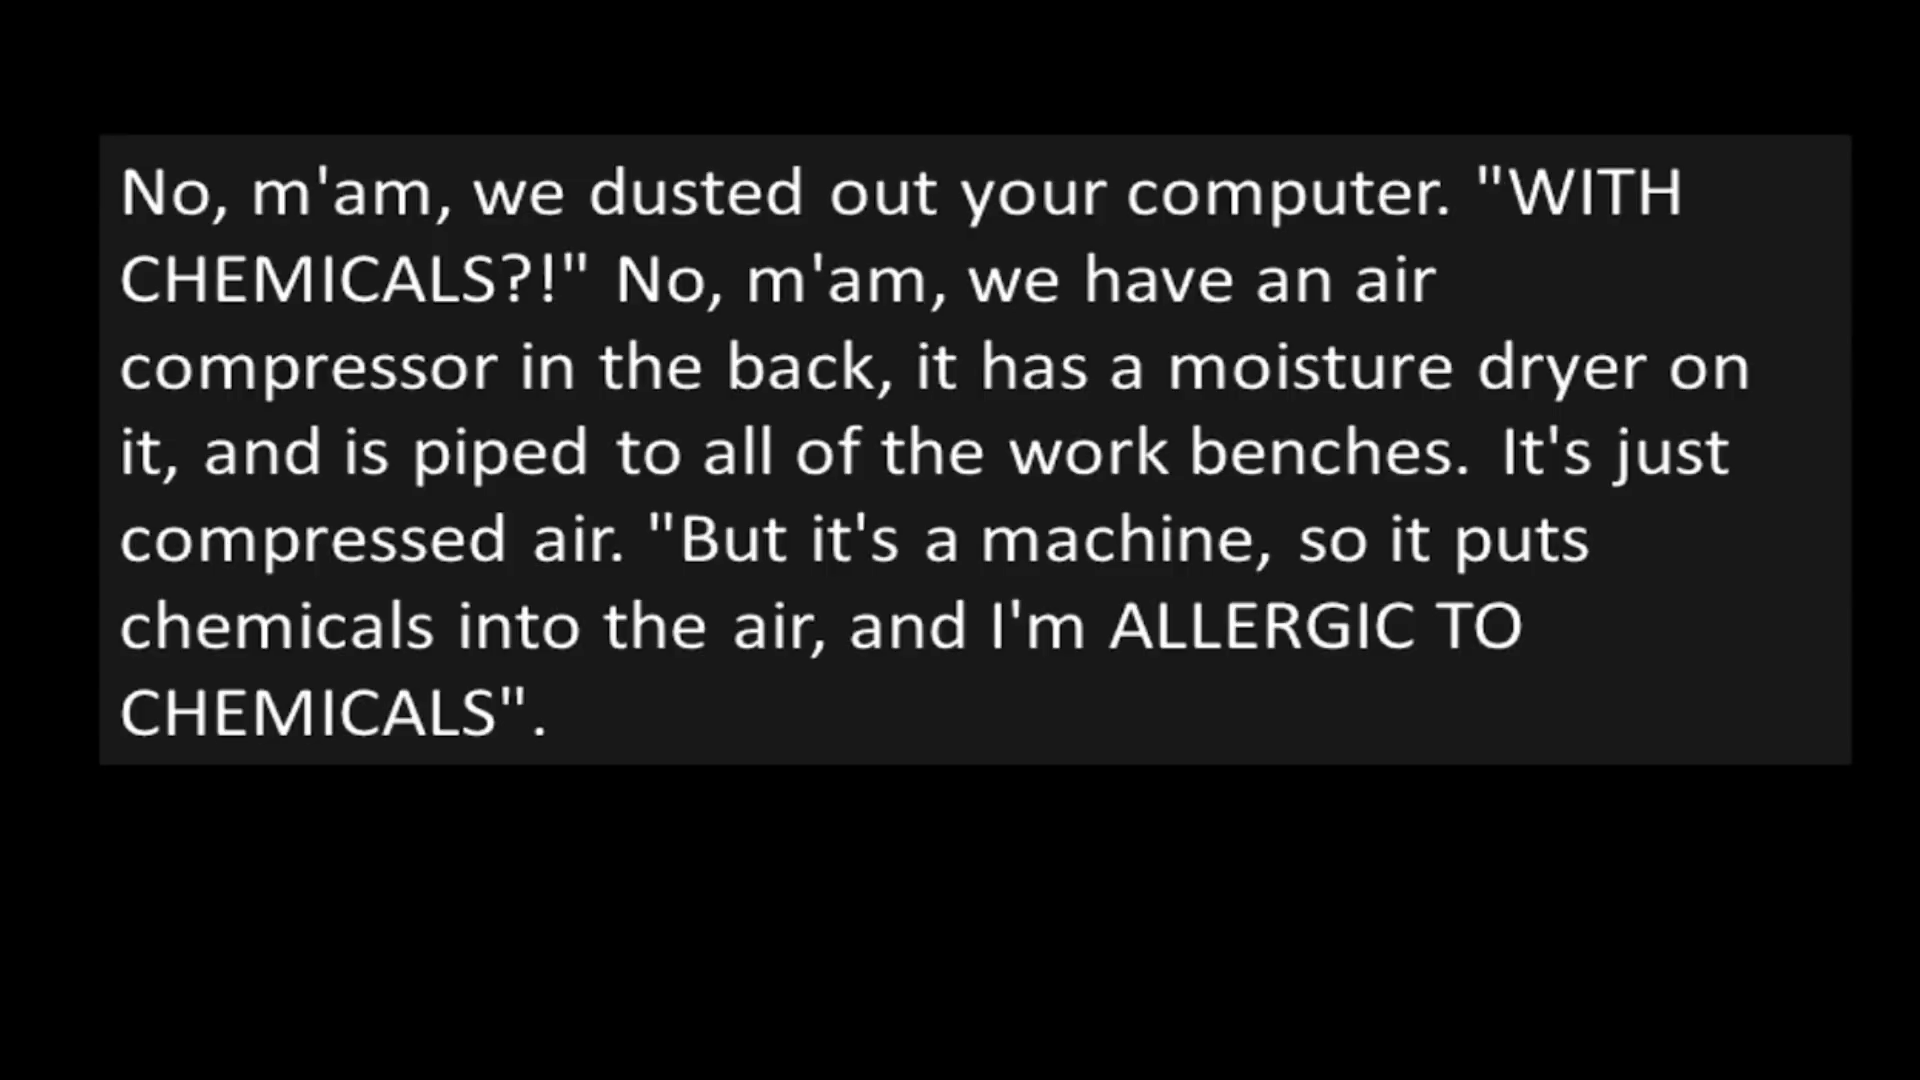 No, m'am, we dusted out your computer. "WITH
CHEMICALS?!" No, m'am, we have an air
compressor in the back, it has a moisture dryer on
it, and is piped to all of the work benches. It's just
compressed air. "But it's a machine, so it puts
chemicals into the air, and I'm ALLERGIC TO
CHEMICALS".